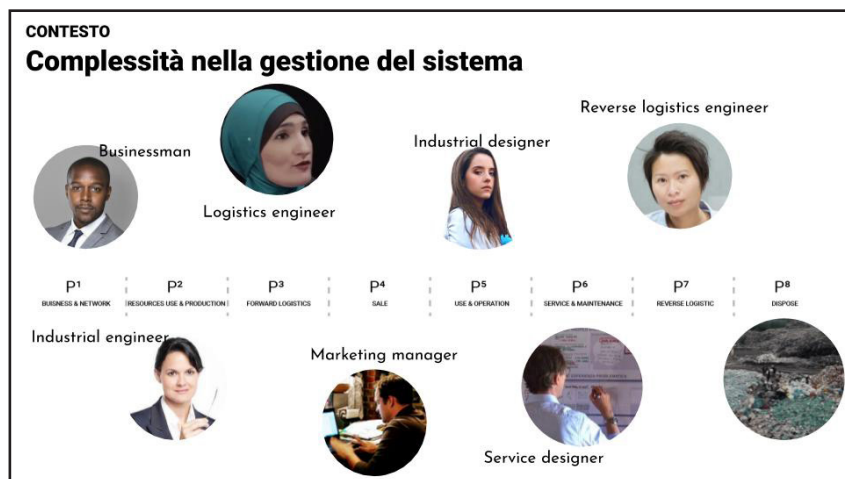 CONTESTO
Complessità nella gestione del sistema
Reverse logistics engineer
Businessman
Industrial designer
Logistics engineer
P1 P2 P3 P4 P5 P6 P7 P8
BUISNESS & NETWORK RESOURCES USE & PRODUCTION FORWARD LOGISTICS SALE USE & OPERATION SERVICE & MAINTENANCE REVERSE LOGISTIC DISPOSE
Industrial engineer
Marketing manager
Service designer